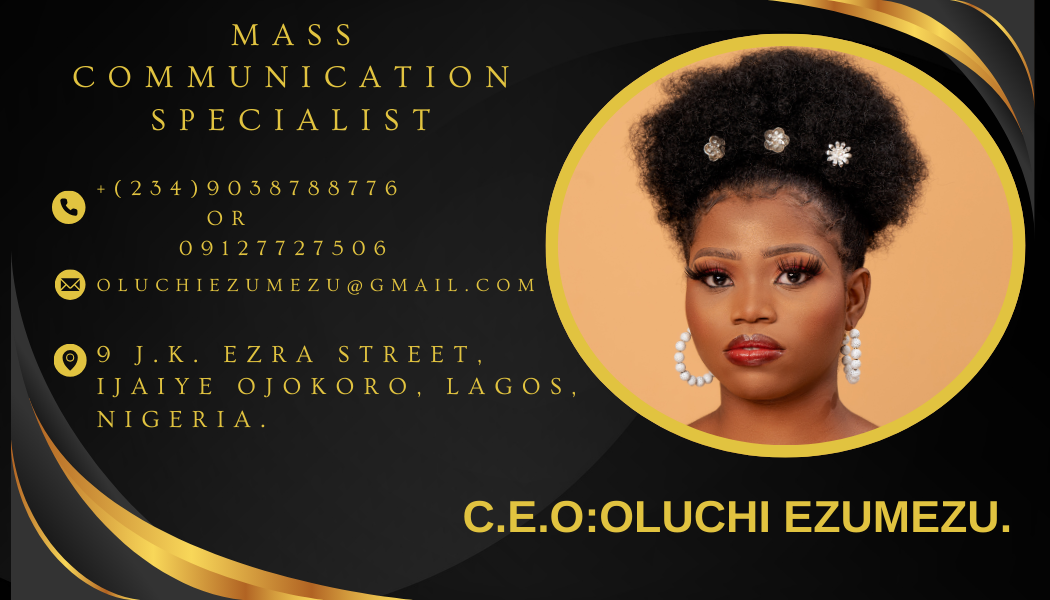 MASS
COMMUNICATION
SPECIALIST
+(234)9038788776
OR
09127727506
OLUCHIEZUMEZU@GMAIL.COM
9 J.K. EZRA STREET,
IJAIYE OJOKORO, LAGOS,
NIGERIA.
C.E.O:OLUCHI EZUMEZU.